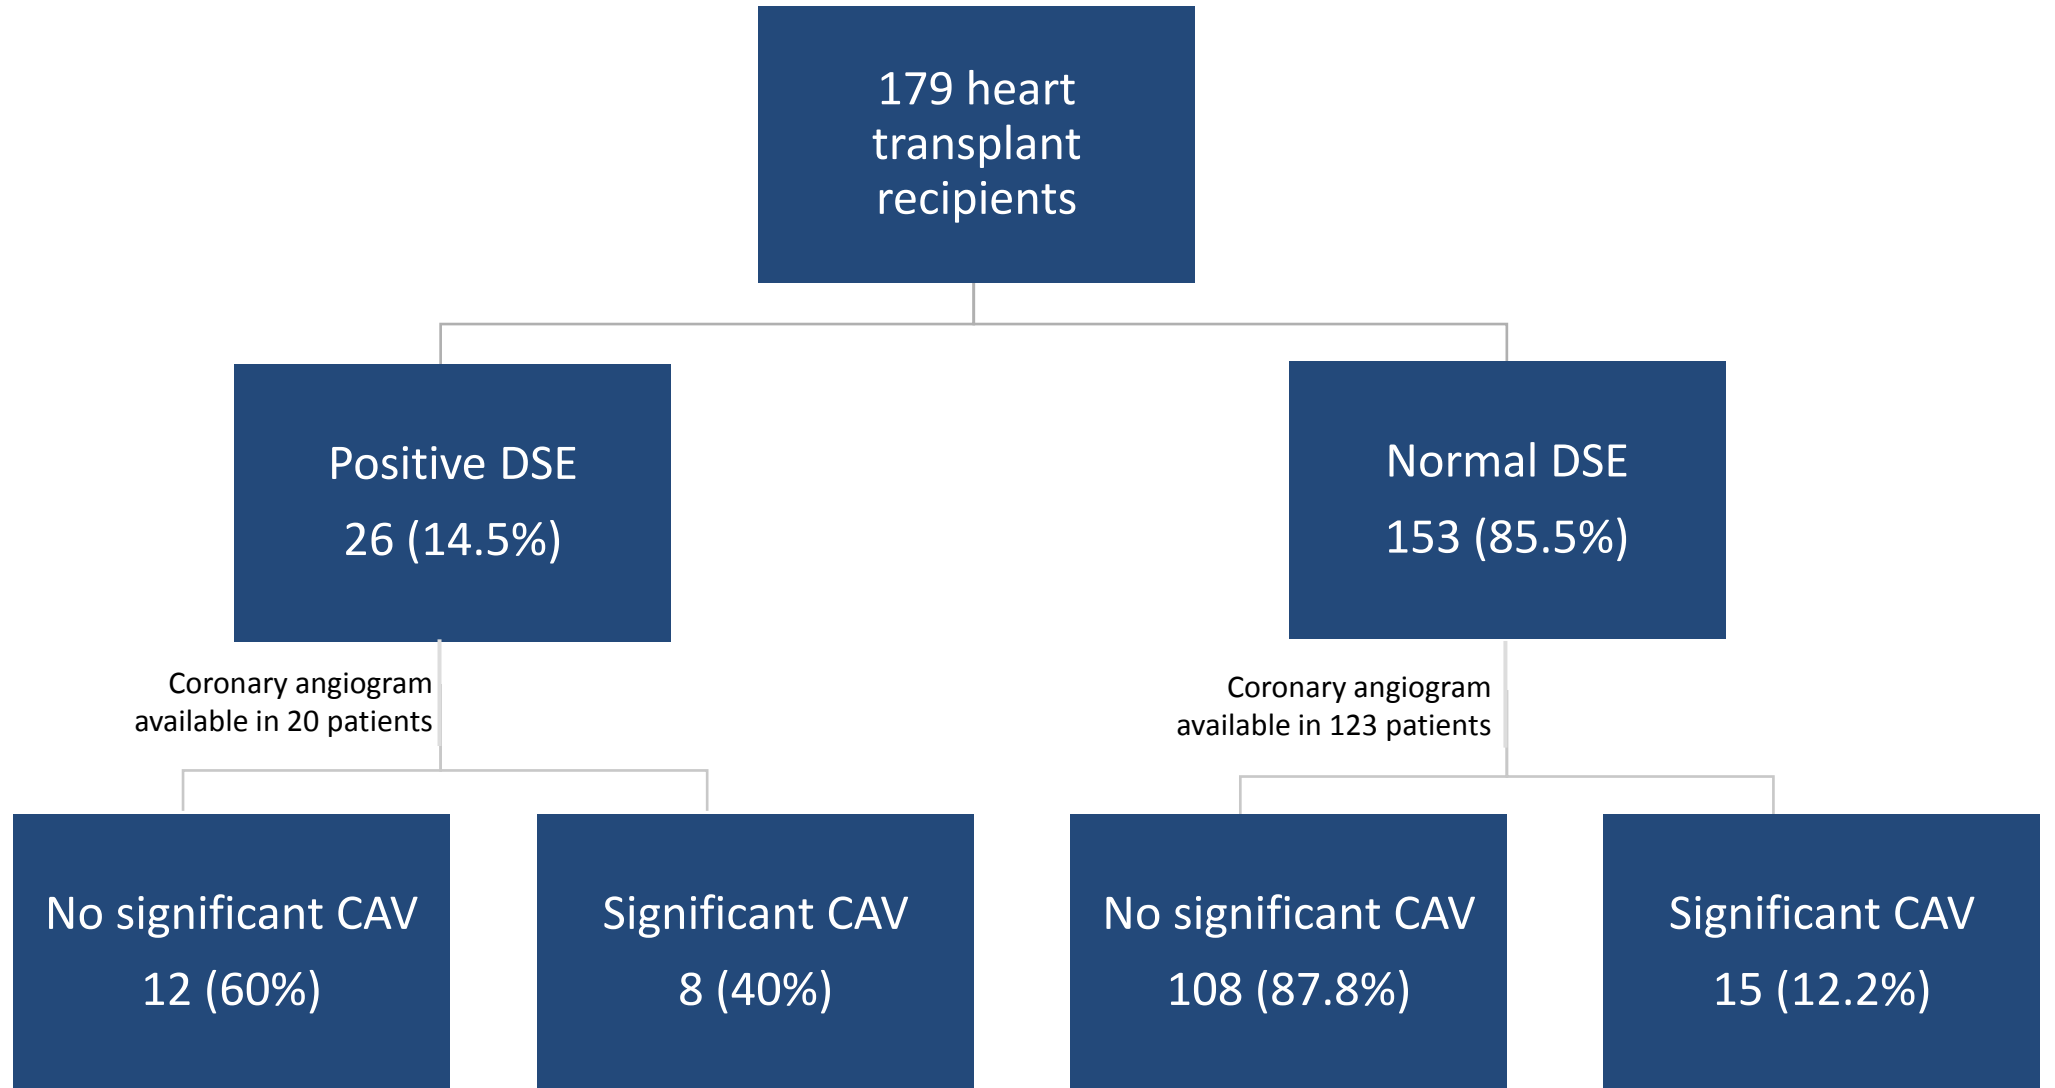 179 heart
transplant
recipients
Positive DSE
26 (14.5%)
Normal DSE
153 (85.5%)
Coronary angiogram
available in 20 patients
Coronary angiogram
available in 123 patients
No significant CAV
12 (60%)
Significant CAV
8 (40%)
No significant CAV
108 (87.8%)
Significant CAV
15 (12.2%)